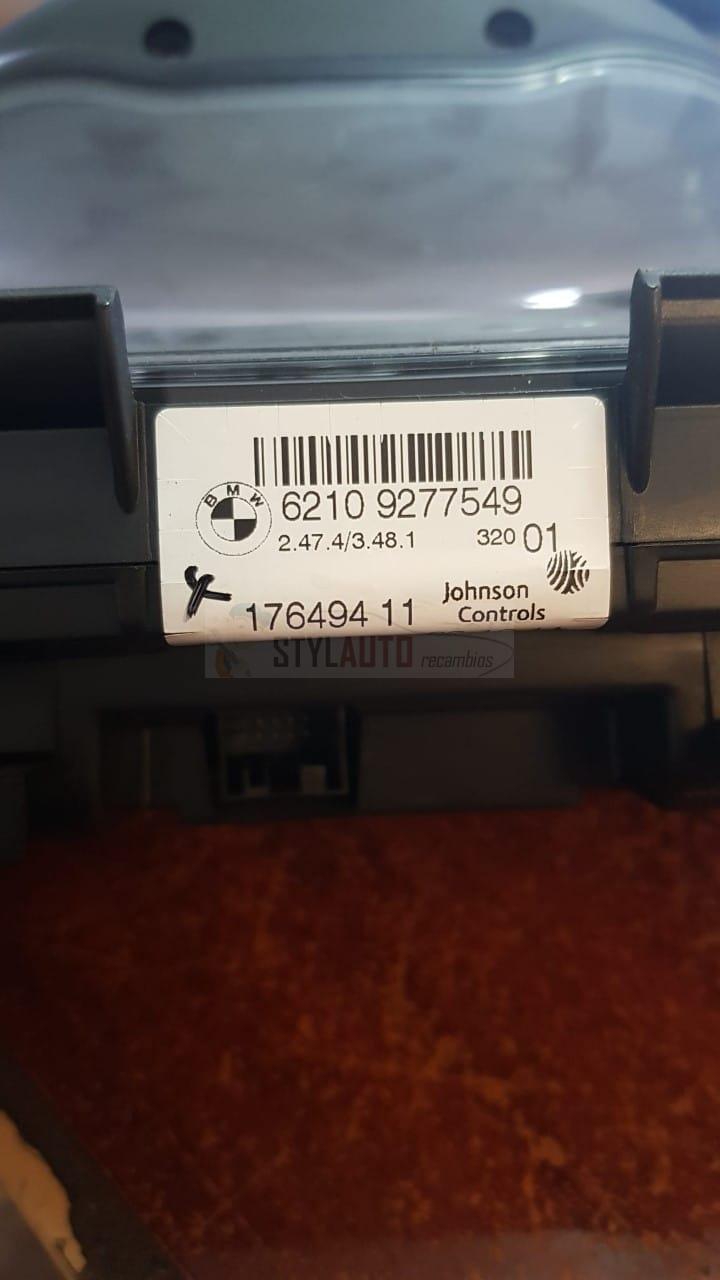 BMW
6210 9277549
2.47.4/3.48.1 320 01
176494 11
Johnson
Controls
STYLAUTO recambios